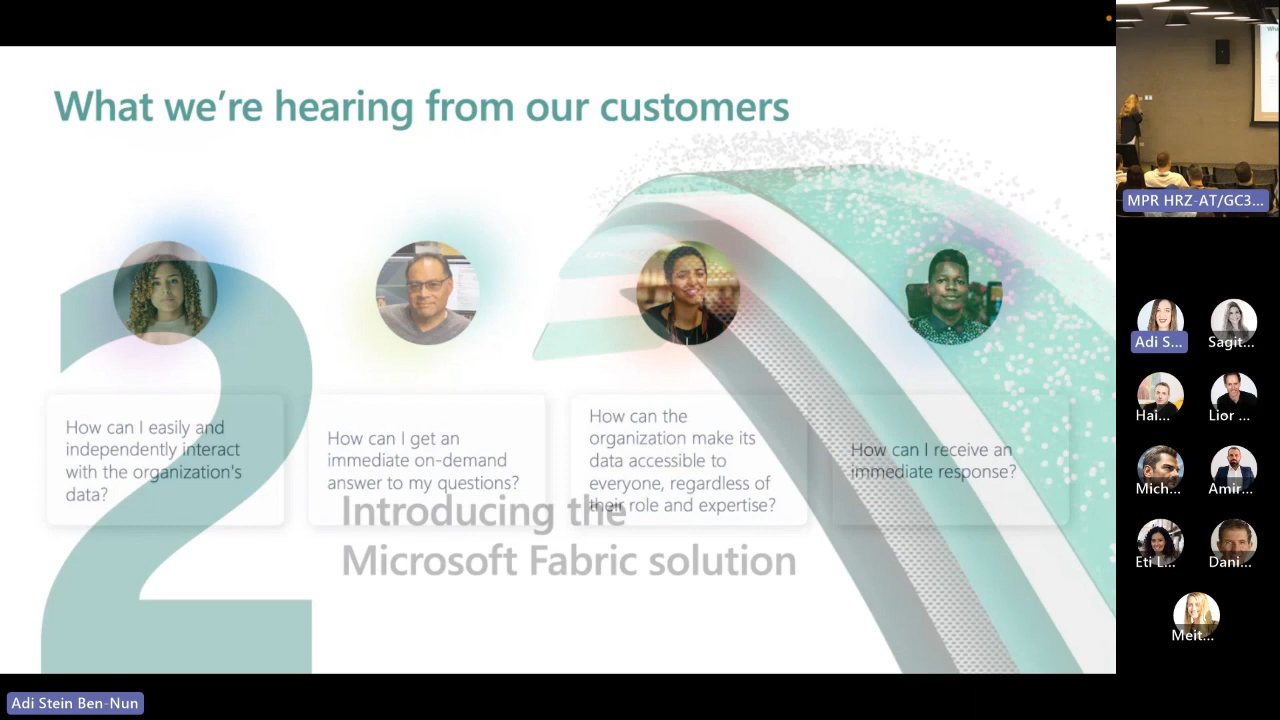 What we're hearing from our customers
2
How can I easily and
independently interact
with the organization's
data?
How can I get an
immediate on-demand
answer to my questions?
How can the
organization make its
data accessible to
everyone, regardless of
their role and expertise?
How can I receive an
immediate response?
Introducing the
Microsoft Fabric solution
MPR HRZ-AT/GC3...
Adi S...
Sagit...
Hai...
Lior ...
Mich...
Amir...
Eti L...
Dani...
Meit...
Adi Stein Ben-Nun